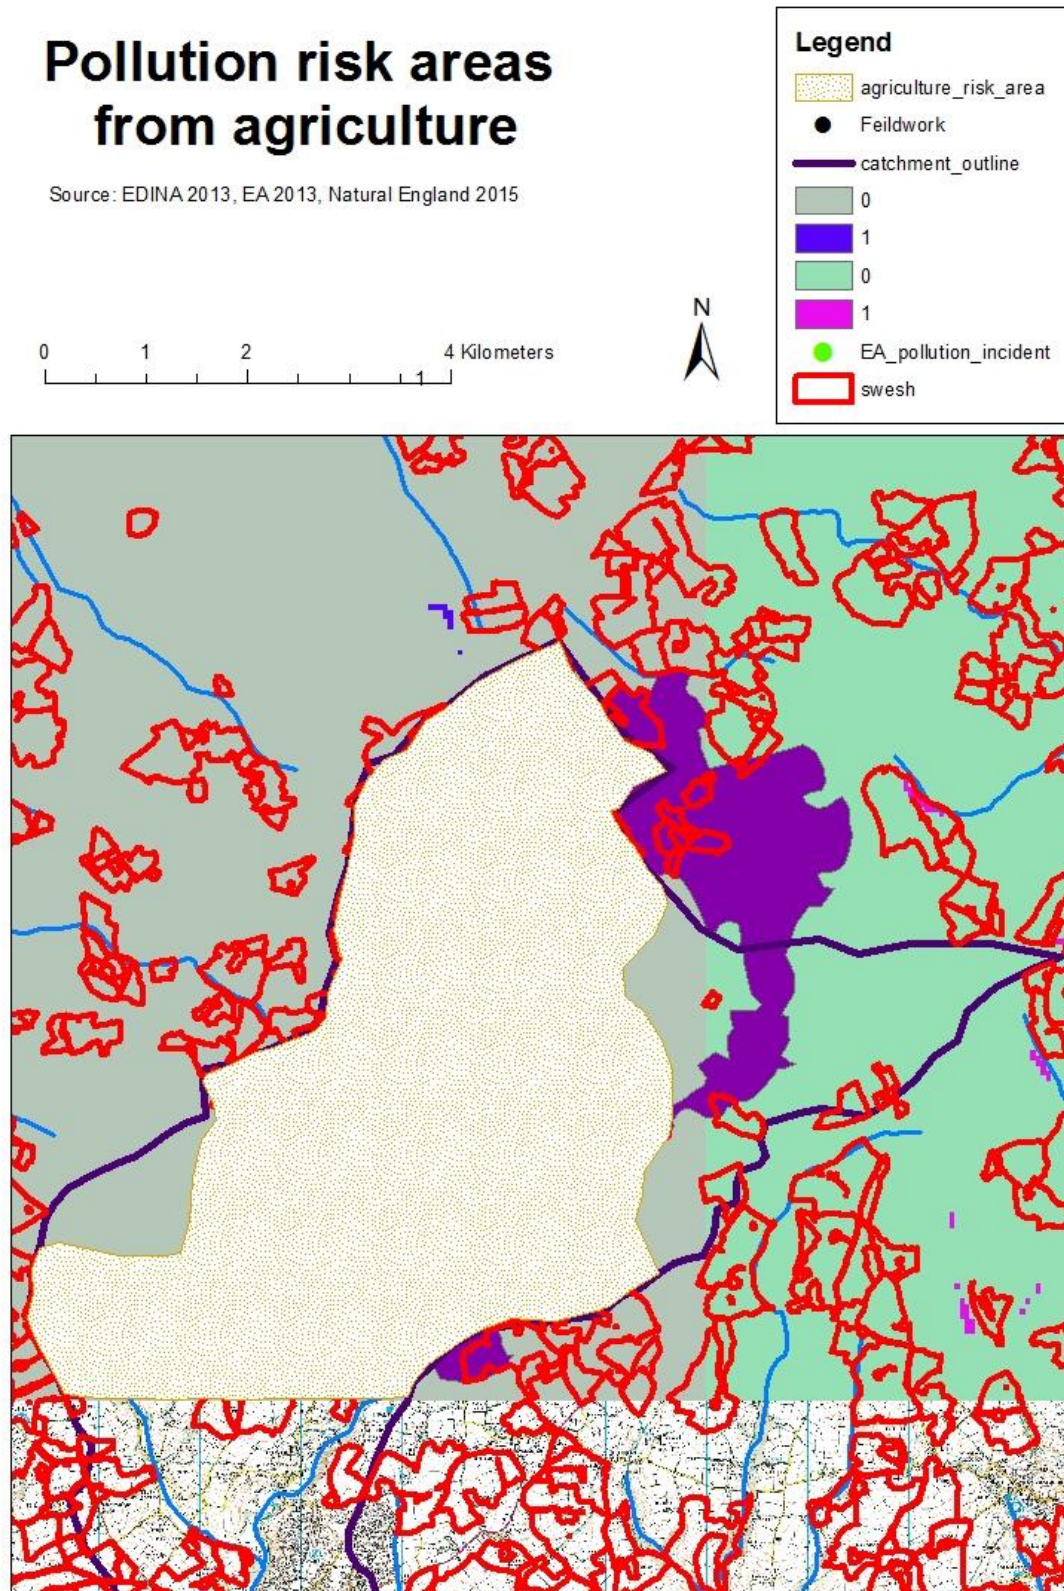 Pollution risk areas
from agriculture
Source: EDINA 2013, EA 2013, Natural England 2015
0 1 2 4 Kilometers
N
Legend
agriculture_risk_area
Feildwork
catchment_outline
0
1
0
1
EA_pollution_incident
swesh